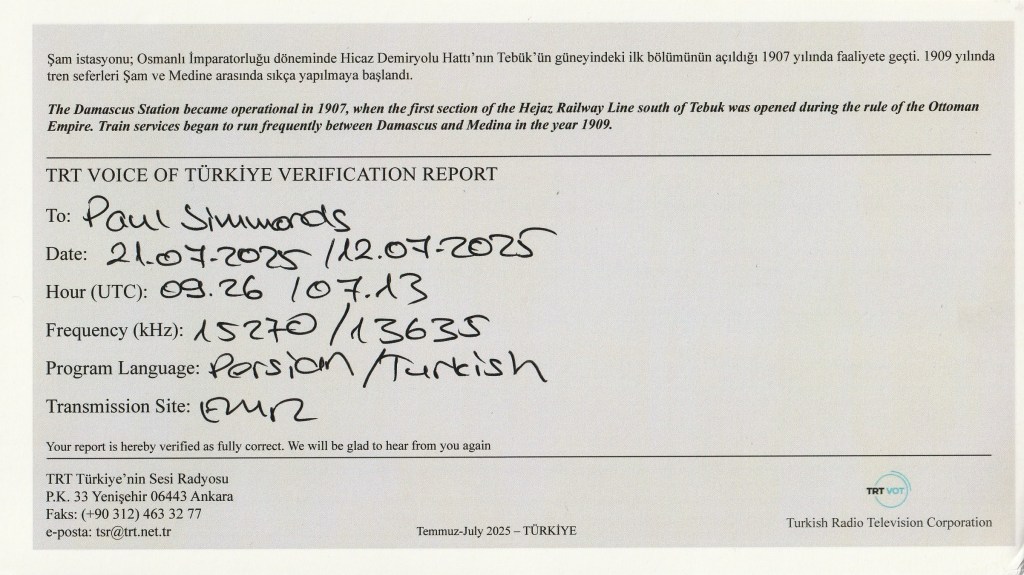 Şam istasyonu; Osmanlı İmparatorluğu döneminde Hicaz Demiryolu Hattı’nın Tebük’ün güneyindeki ilk bölümünün açıldığı 1907 yılında faaliyete geçti. 1909 yılında
tren seferleri Şam ve Medine arasında sıkça yapılmaya başlandı.
The Damascus Station became operational in 1907, when the first section of the Hejaz Railway Line south of Tebuk was opened during the rule of the Ottoman
Empire. Train services began to run frequently between Damascus and Medina in the year 1909.
TRT VOICE OF TÜRKİYE VERIFICATION REPORT
To: Paul Simmonds
Date: 21.07-2025 /12.07-2025
Hour (UTC): 09.26 /07.13
Frequency (kHz): 15270 /13635
Program Language: Persian /Turkish
Transmission Site: EMR
Your report is hereby verified as fully correct. We will be glad to hear from you again
TRT Türkiye’nin Sesi Radyosu
P.K. 33 Yenişehir 06443 Ankara
Faks: (+90 312) 463 32 77
e-posta: tsr@trt.net.tr
Temmuz-July 2025 – TÜRKİYE
TRT VOT
Turkish Radio Television Corporation